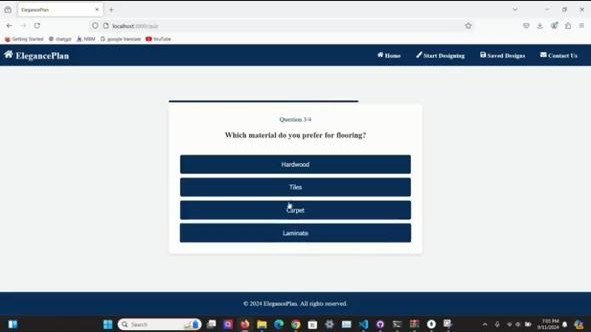 ElegancePlan
localhost:3000/quiz
Getting Started
chatgpt
NIBM
google translate
YouTube
ElegancePlan
Home
Start Designing
Saved Designs
Contact Us
Question 3/4
Which material do you prefer for flooring?
Hardwood
Tiles
Carpet
Laminate
© 2024 ElegancePlan. All rights reserved.
Search
7:05 PM
9/11/2024